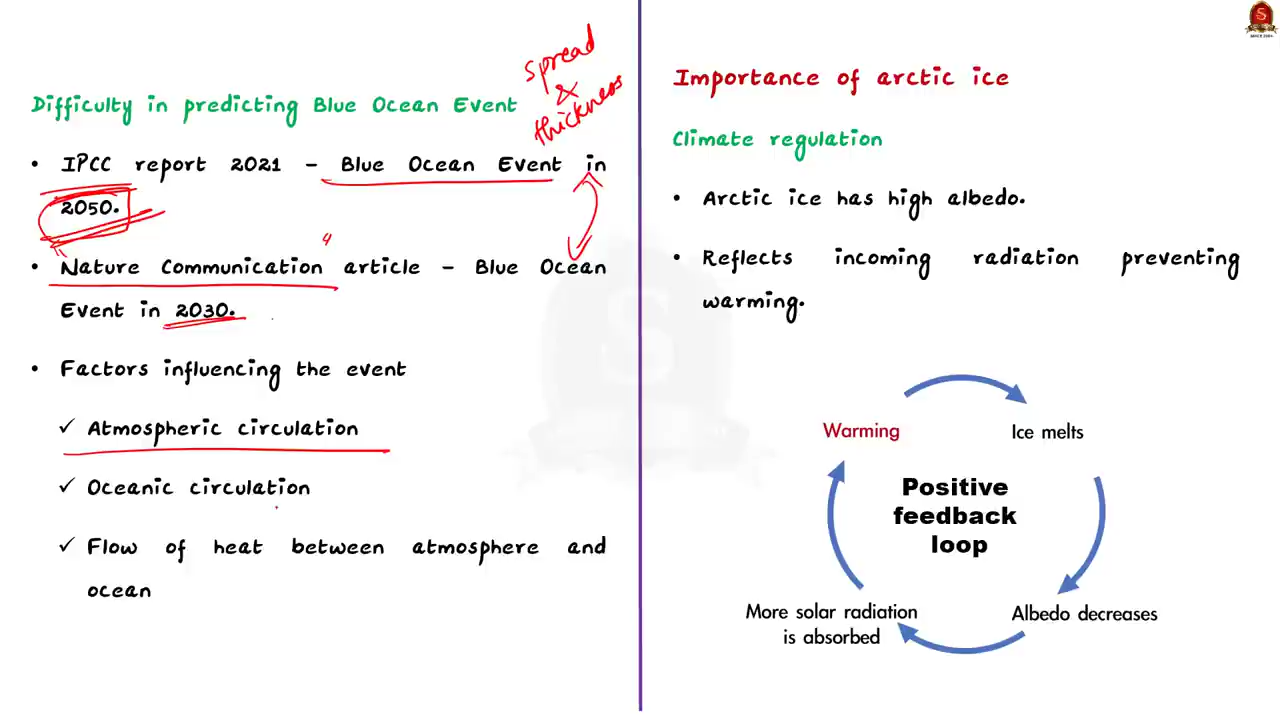 spread
&
thickness
Difficulty in predicting Blue Ocean Event
• IPCC report 2021 – Blue Ocean Event in
2050.
• Nature Communication article – Blue Ocean
Event in 2030.
• Factors influencing the event
✓ Atmospheric circulation
✓ Oceanic circulation
✓ Flow of heat between atmosphere and
ocean
Importance of arctic ice
Climate regulation
• Arctic ice has high albedo.
• Reflects incoming radiation preventing
warming.
Warming
Ice melts
Positive
feedback
loop
More solar radiation
is absorbed
Albedo decreases